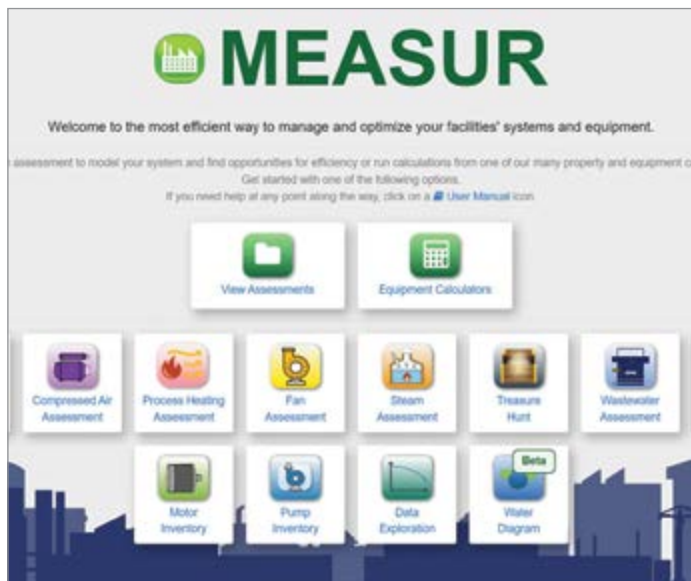 MEASUR
Welcome to the most efficient way to manage and optimize your facilities' systems and equipment.
assessment to model your system and find opportunities for efficiency or run calculations from one of our many property and equipment
Get started with one of the following options.
If you need help at any point along the way, click on a User Manual icon
View Assessments
Equipment Calculators
Compressed Air
Assessment
Process Heating
Assessment
Fan
Assessment
Steam
Assessment
Treasure
Hunt
Wastewater
Assessment
Motor
Inventory
Pump
Inventory
Data
Exploration
Beta
Water
Diagram